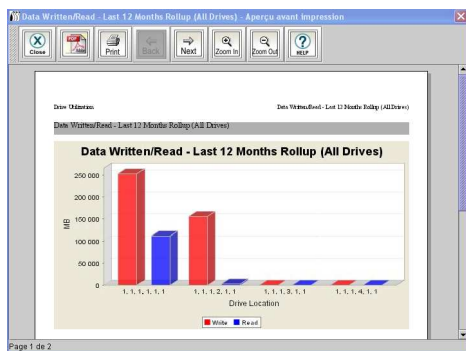 Data Written/Read - Last 12 Months Rollup (All Drives) - Aperçu avant impression
Close
Print
Back
Next
Zoom In
Zoom Out
HELP
Drive Utilization
Data Written/Read - Last 12 Months Rollup (All Drives)
Data Written/Read - Last 12 Months Rollup (All Drives)
Data Written/Read - Last 12 Months Rollup (All Drives)
250 000
200 000
150 000
100 000
50 000
0
MB
1, 1, 1, 1, 1, 1
1, 1, 1, 2, 1, 1
1, 1, 1, 3, 1, 1
1, 1, 1, 4, 1, 1
Drive Location
Write Read
Page 1 de 2